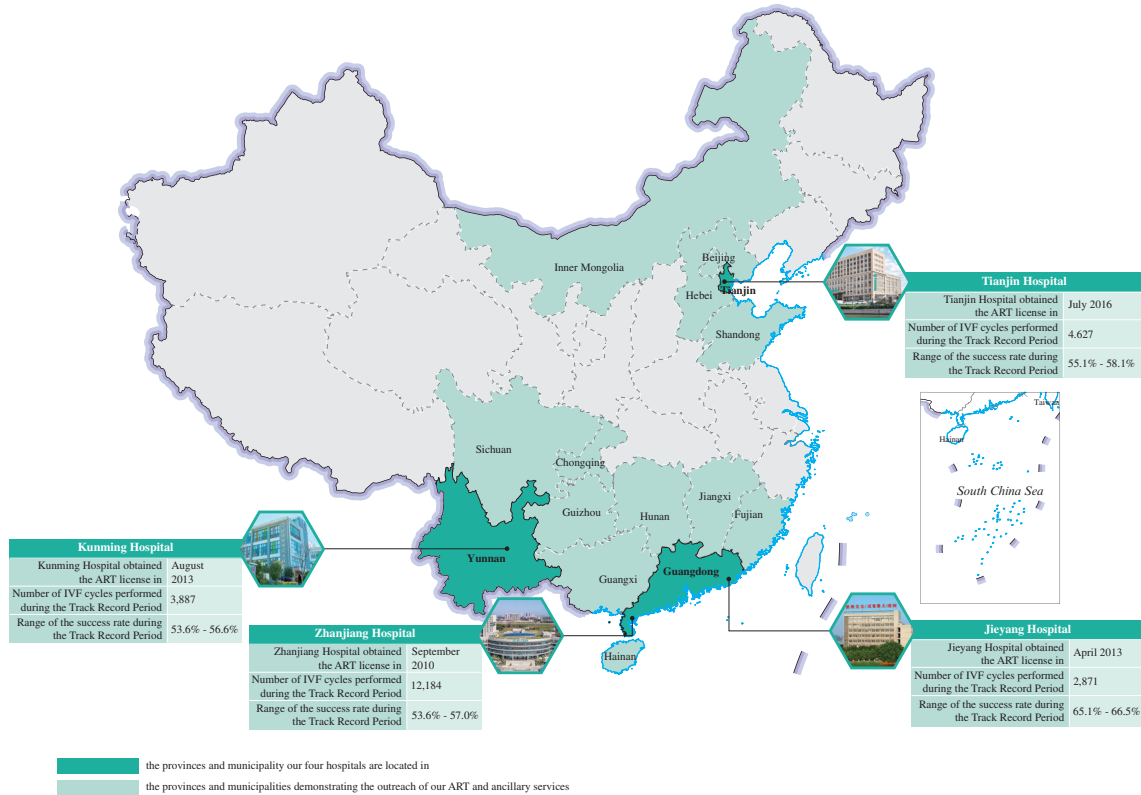 Inner Mongolia
Beijing
Tianjin
Hebei
Shandong
Sichuan
Chongqing
Guizhou
Hunan
Jiangxi
Fujian
Yunnan
Guangxi
Guangdong
Hainan
Tianjin Hospital
Tianjin Hospital obtained
the ART license in
July 2016
Number of IVF cycles performed
during the Track Record Period
4.627
Range of the success rate during
the Track Record Period
55.1% - 58.1%
Taiwan
Hainan
South China Sea
Kunming Hospital
Kunming Hospital obtained
the ART license in
August
2013
Number of IVF cycles performed
during the Track Record Period
3,887
Range of the success rate during
the Track Record Period
53.6% - 56.6%
Zhanjiang Hospital
Zhanjiang Hospital obtained
the ART license in
September
2010
Number of IVF cycles performed
during the Track Record Period
12,184
Range of the success rate during
the Track Record Period
53.6% - 57.0%
Jieyang Hospital
Jieyang Hospital obtained
the ART license in
April 2013
Number of IVF cycles performed
during the Track Record Period
2,871
Range of the success rate during
the Track Record Period
65.1% - 66.5%
the provinces and municipality our four hospitals are located in
the provinces and municipalities demonstrating the outreach of our ART and ancillary services